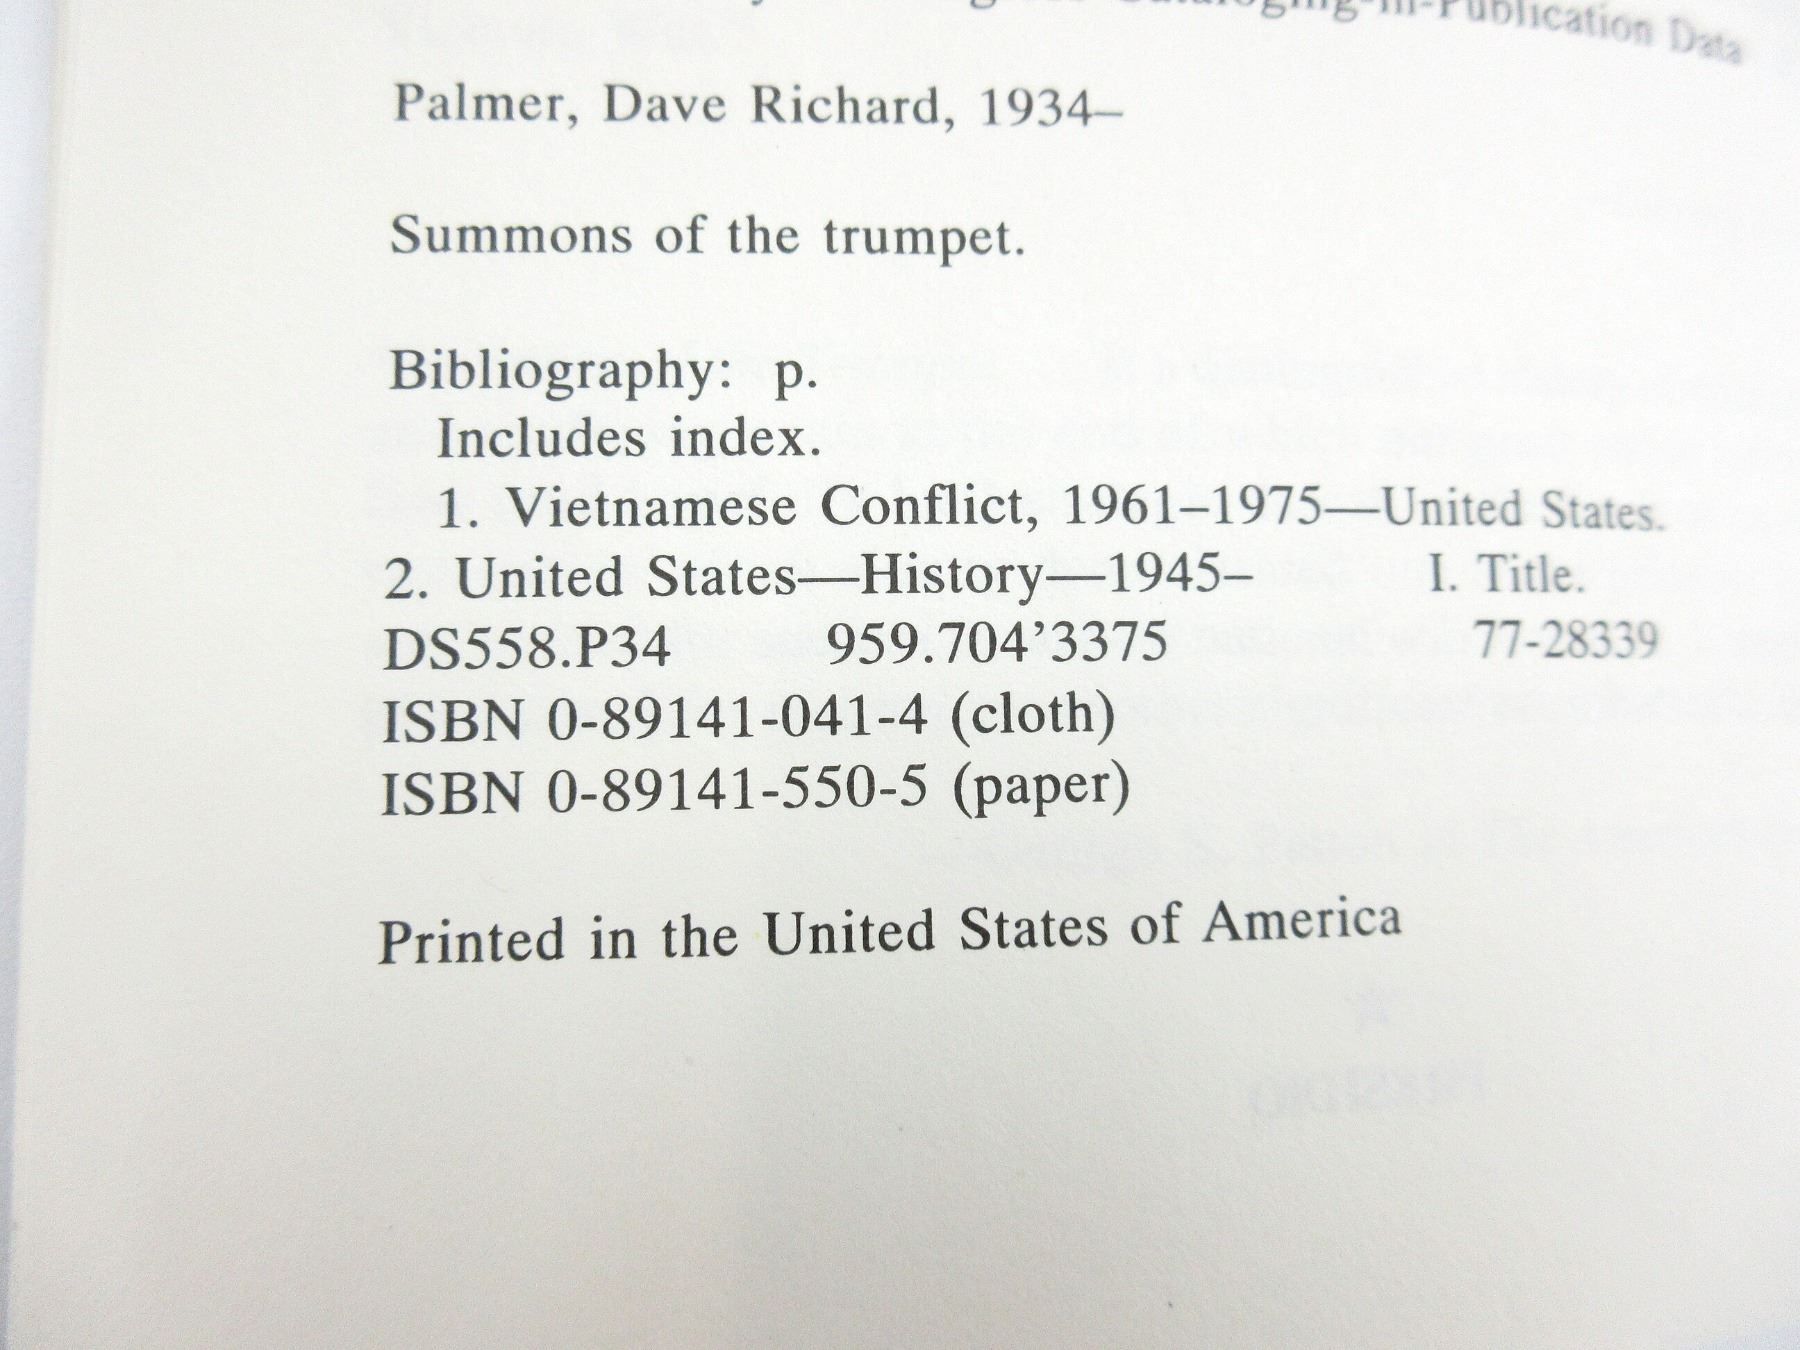 Cataloging-in-Publication Data
Palmer, Dave Richard, 1934–
Summons of the trumpet.
Bibliography: p.
Includes index.
1. Vietnamese Conflict, 1961–1975—United States.
2. United States—History—1945– I. Title.
DS558.P34 959.704’3375 77-28339
ISBN 0-89141-041-4 (cloth)
ISBN 0-89141-550-5 (paper)
Printed in the United States of America